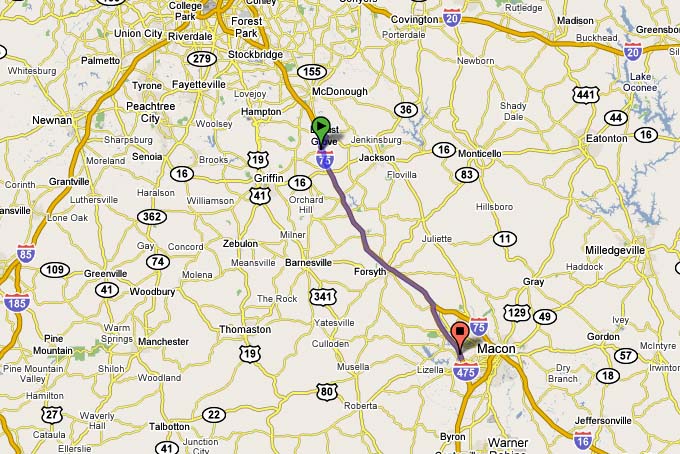 College
Park
Forest
Park
Conley
Conyers
Covington
20
Rutledge
Madison
Greensboro
Union City
Riverdale
Porterdale
Buckhead
20
Whitesburg
Palmetto
279
Stockbridge
Newborn
Fayetteville
155
Lake
Oconee
Tyrone
Lovejoy
McDonough
441
Peachtree
City
Hampton
36
Shady
Dale
44
Newnan
Woolsey
16
Sharpsburg
Grove
Jenkinsburg
Eatonton
Moreland
Senoia
Brooks
19
75
Jackson
16
Monticello
Corinth
Grantville
Griffin
16
83
Flovilla
Luthersville
Haralson
Williamson
41
Orchard
Hill
Hillsboro
Lone Oak
362
85
Gay
Concord
Zebulon
Milner
Juliette
11
Milledgeville
109
74
Meansville
Barnesville
Forsyth
Haddock
Greenville
Molena
Gray
185
41
Woodbury
The Rock
341
129
49
Warm
Springs
Thomaston
Yatesville
75
Gordon
Ivey
McIntyre
Pine
Mountain
Manchester
Culloden
Macon
57
Pine
Mountain
Shiloh
Woodland
19
Musella
Lizella
475
Dry
Branch
18
Irwinton
Hamilton
80
27
Waverly
Hall
22
Roberta
Jeffersonville
Talbotton
Cataula
Ellerslie
41
Junction
City
Byron
Warner
Robins
16